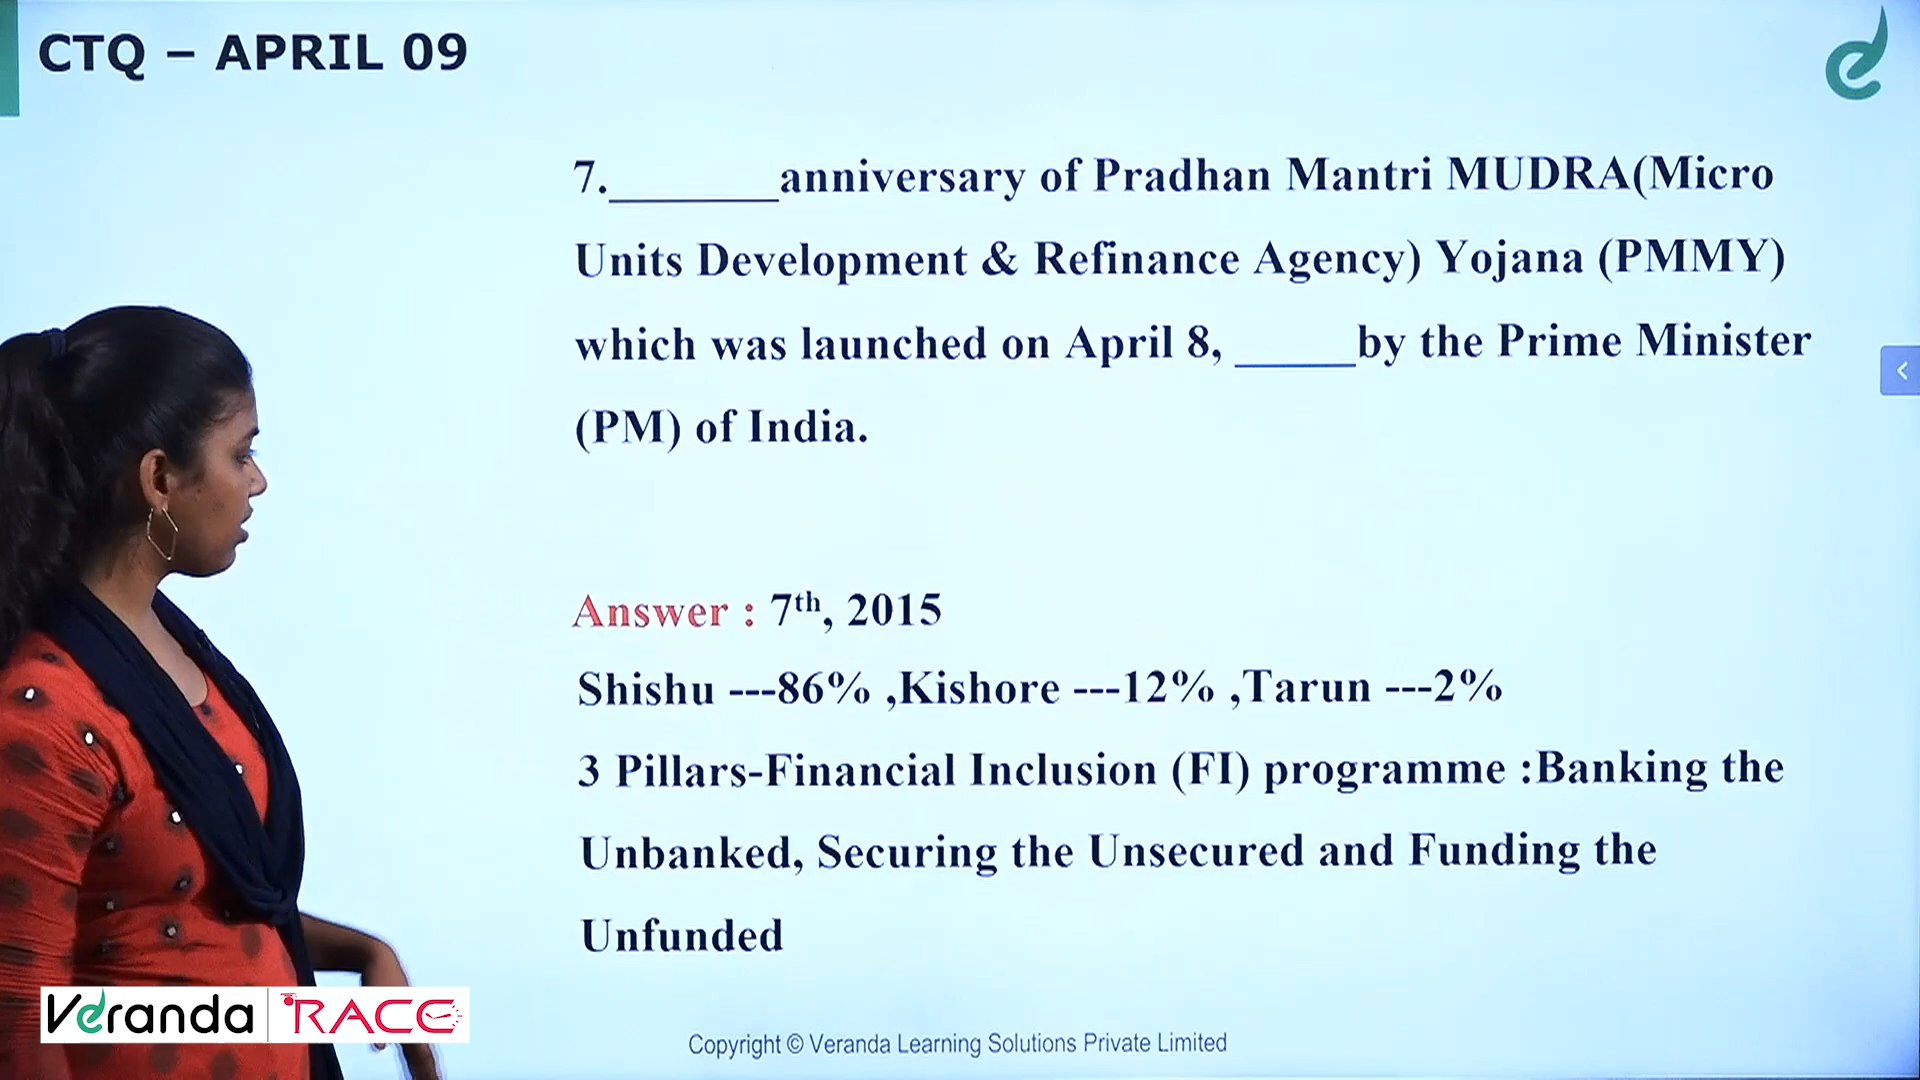 CTQ – APRIL 09
7._______anniversary of Pradhan Mantri MUDRA(Micro
Units Development & Refinance Agency) Yojana (PMMY)
which was launched on April 8, _____by the Prime Minister
(PM) of India.
Answer : 7th, 2015
Shishu ---86% ,Kishore ---12% ,Tarun ---2%
3 Pillars-Financial Inclusion (FI) programme :Banking the
Unbanked, Securing the Unsecured and Funding the
Unfunded
Veranda RACE
Copyright © Veranda Learning Solutions Private Limited